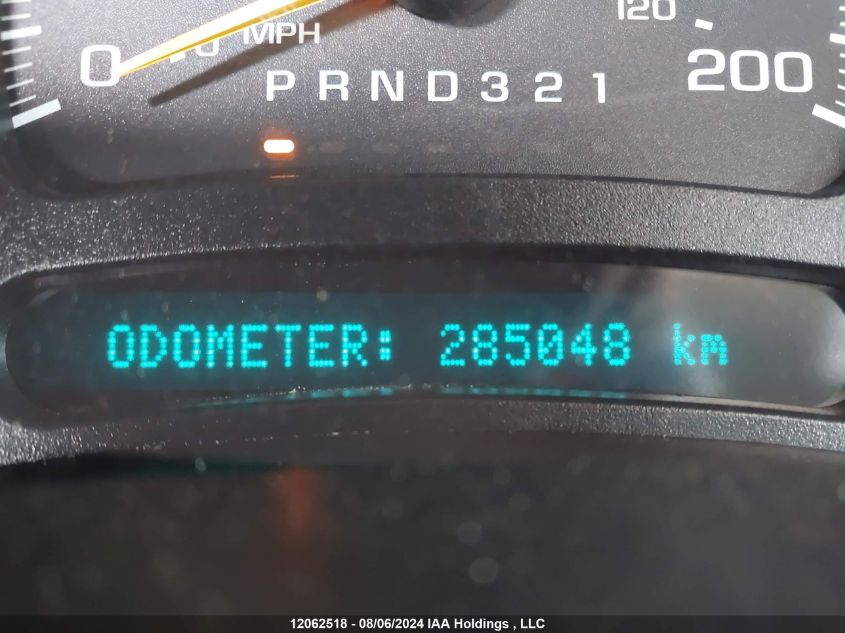 120
0 MPH
P R N D 3 2 1
200
ODOMETER: 285048 km
12062518 - 08/06/2024 IAA Holdings , LLC